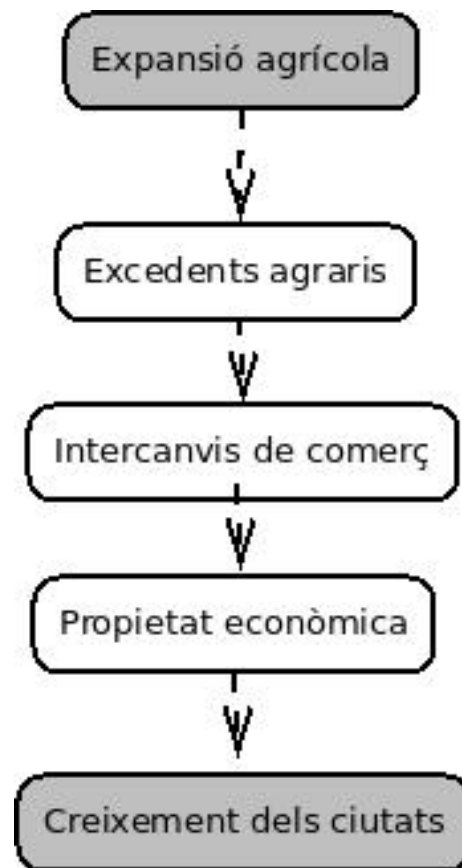 Expansió agrícola
Excedents agraris
Intercanvis de comerç
Propietat econòmica
Creixement dels ciutats